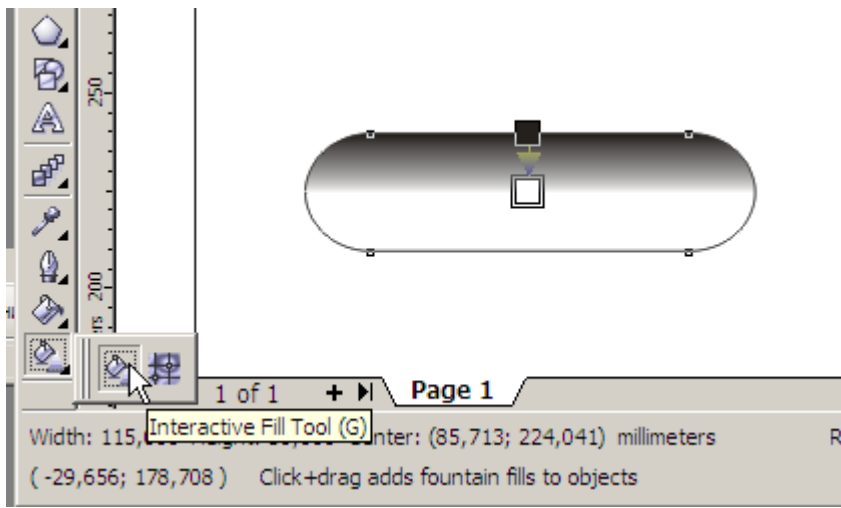 250
200
1 of 1 Page 1
Interactive Fill Tool (G)
Width: 115, Center: (85,713; 224,041) millimeters R
( -29,656; 178,708 ) Click+drag adds fountain fills to objects